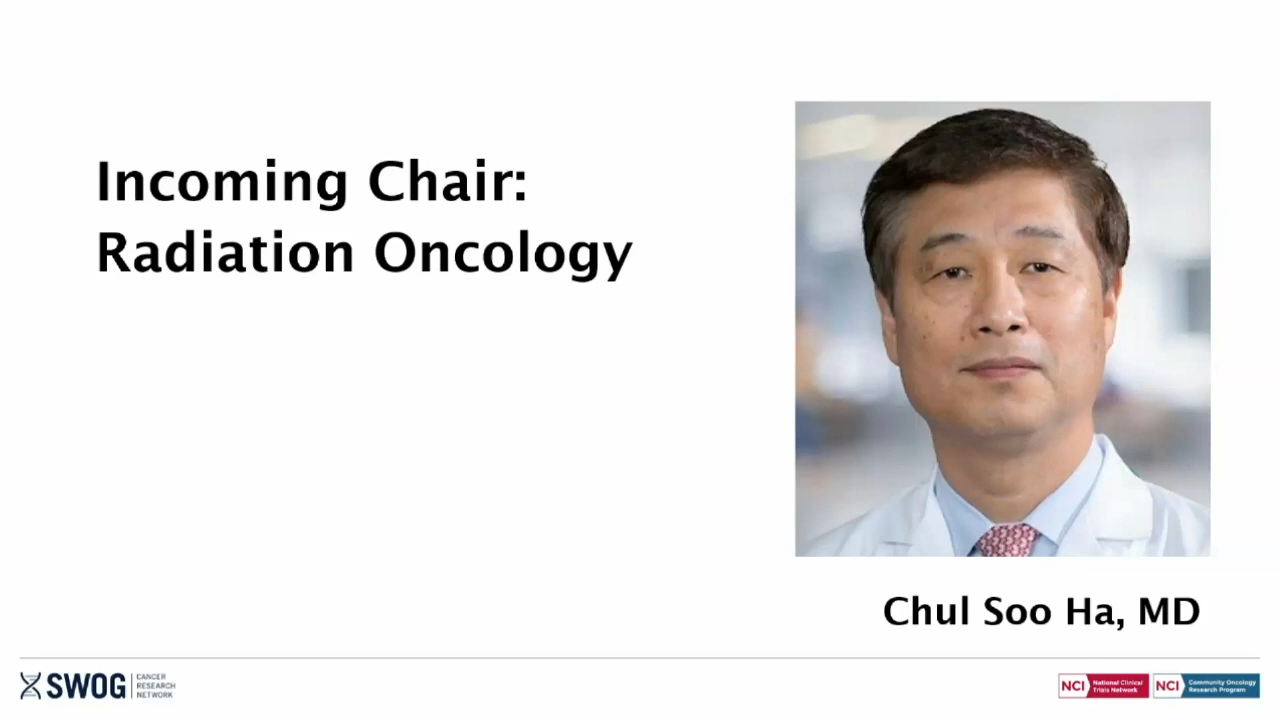 Incoming Chair:
Radiation Oncology
Chul Soo Ha, MD
SWOG
CANCER
RESEARCH
NETWORK
NCI
National Clinical
Trials Network
NCI
Community Oncology
Research Program